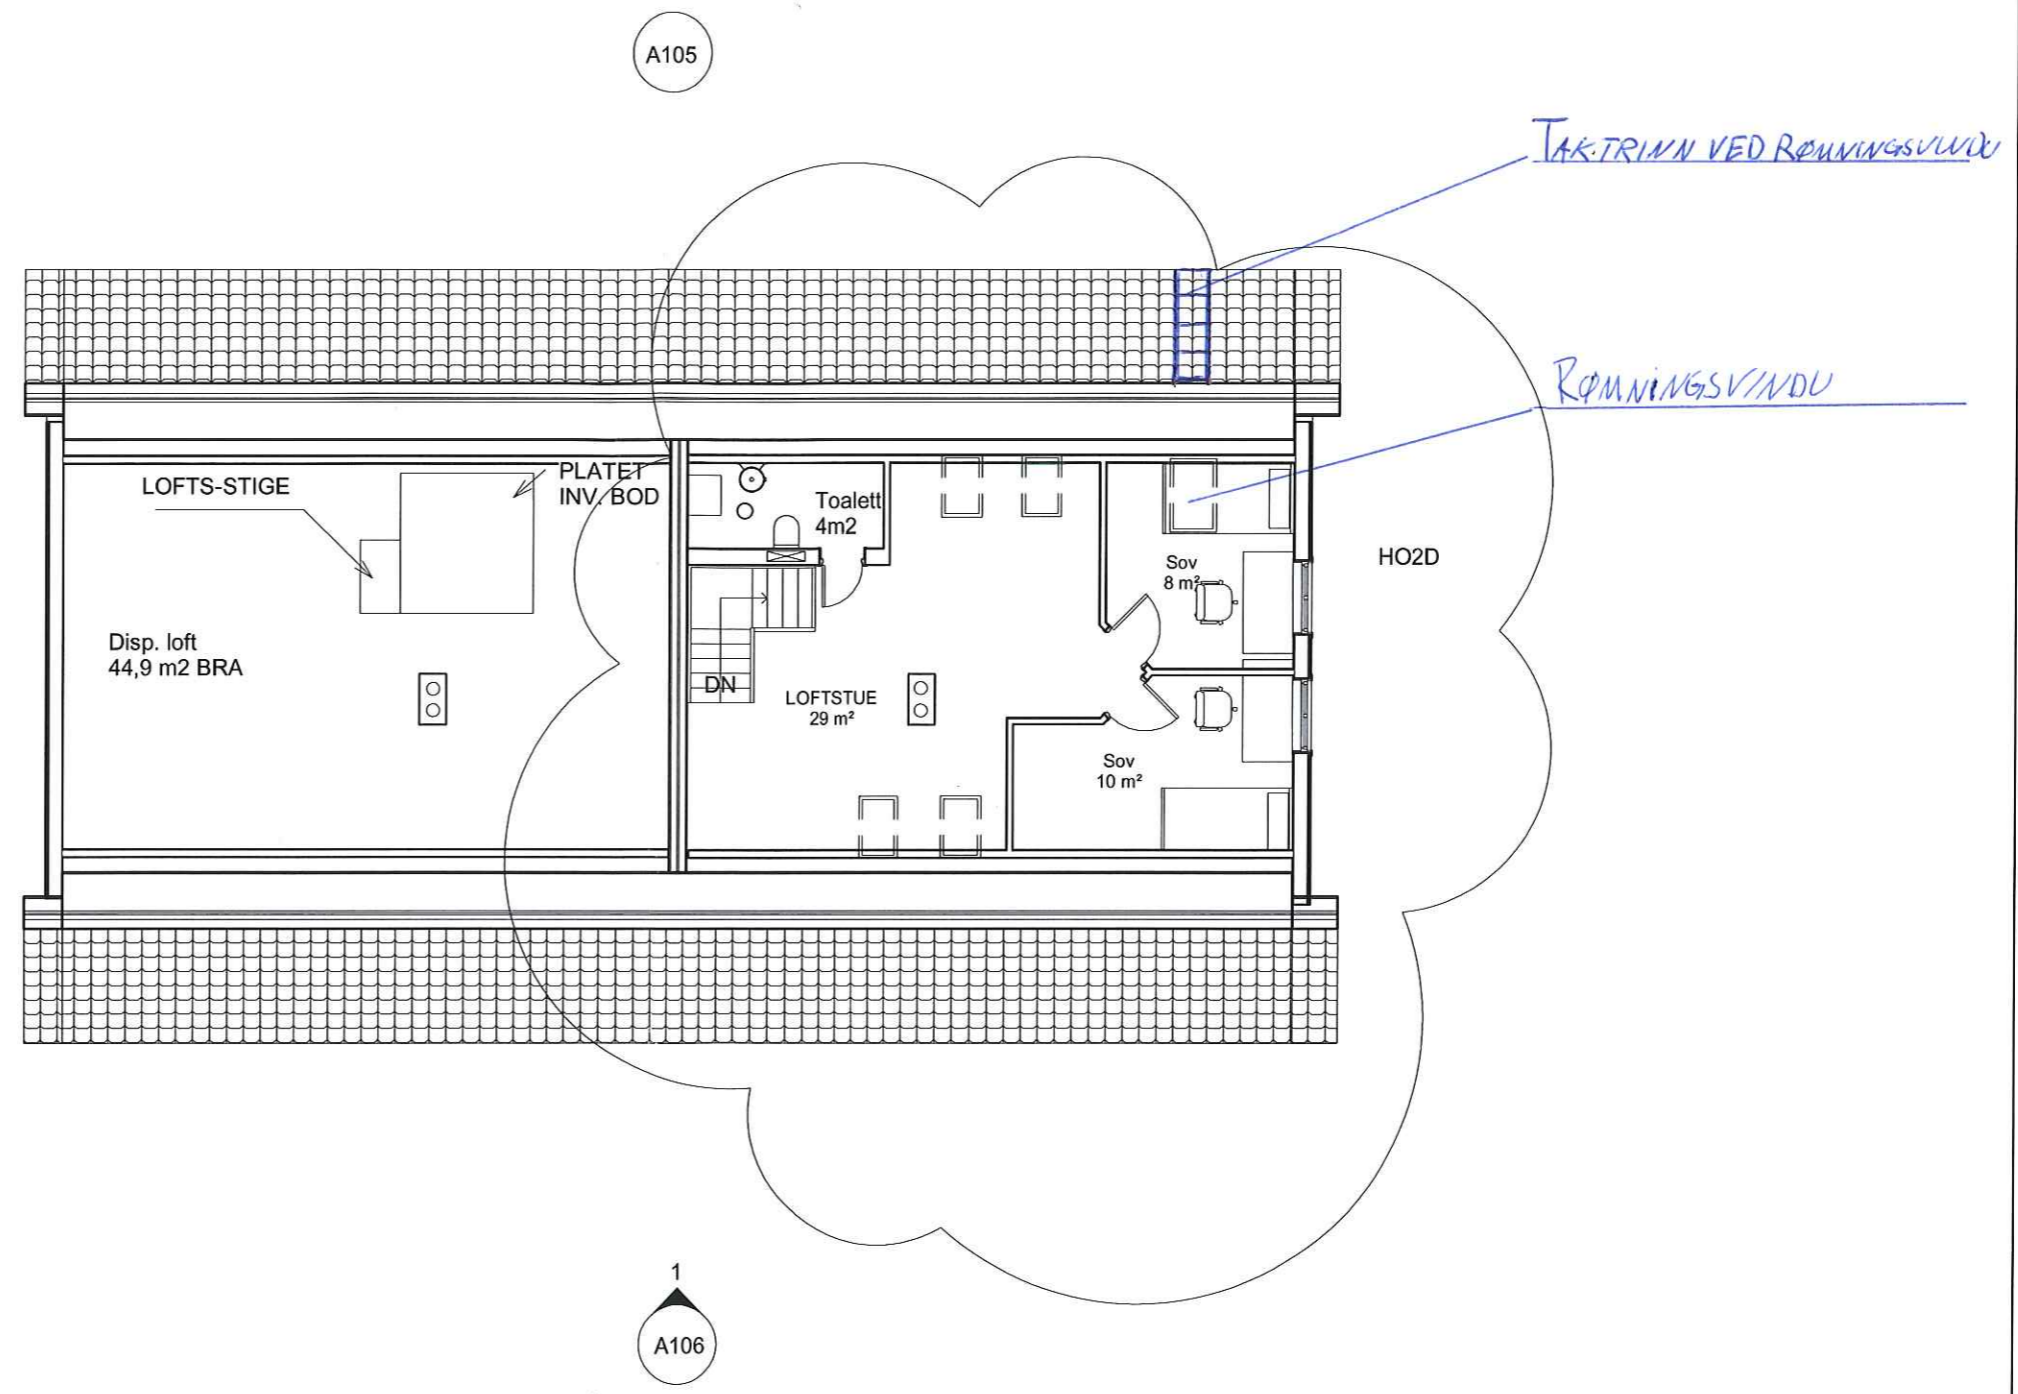 A105
TAK.TRINN VED RØMNINGSVINDU
RØMNINGSVINDU
LOFTS-STIGE
PLATET
INV. BOD
Toalett
4m2
Sov
8 m²
HO2D
Disp. loft
44,9 m2 BRA
DN
LOFTSTUE
29 m²
Sov
10 m²
1
A106